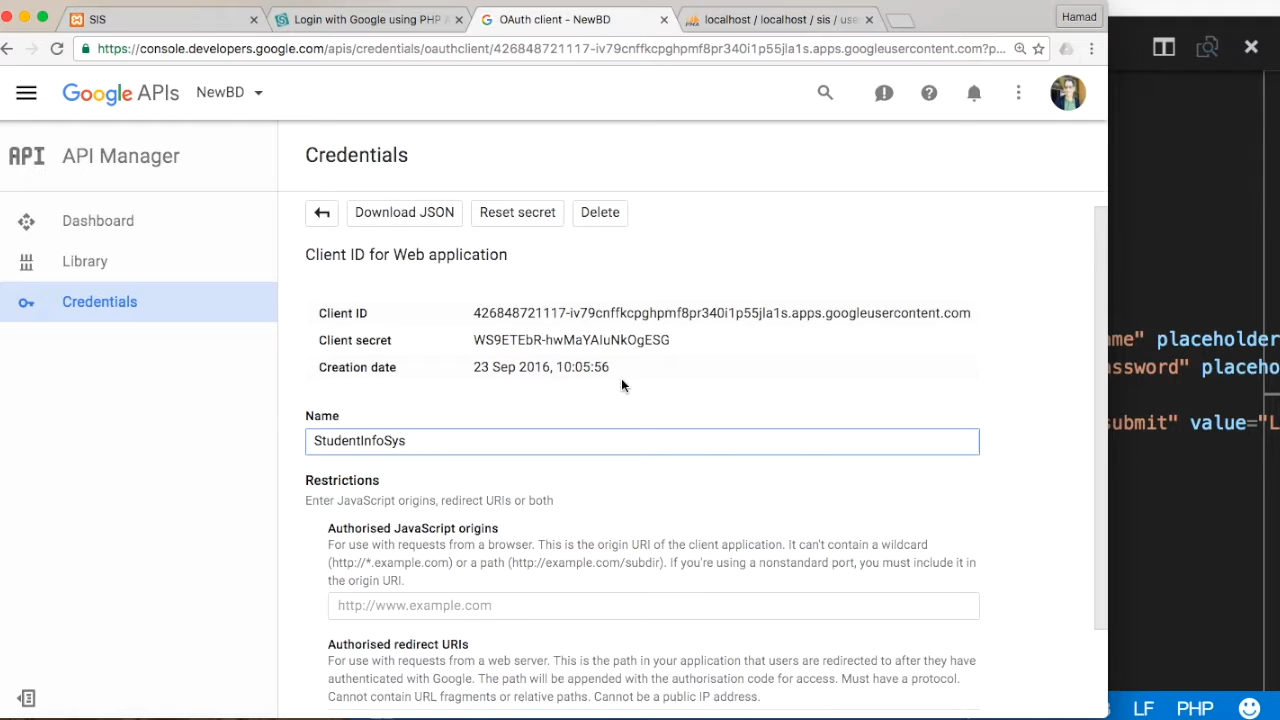 SIS
Login with Google using PHP A
OAuth client - NewBD
localhost / localhost / sis / use
Hamad
https://console.developers.google.com/apis/credentials/oauthclient/426848721117-iv79cnffkcpghpmf8pr340i1p55jla1s.apps.googleusercontent.com?p...
Google APIs
NewBD
API
API Manager
Credentials
Dashboard
Library
Credentials
Download JSON
Reset secret
Delete
Client ID for Web application
Client ID 426848721117-iv79cnffkcpghpmf8pr340i1p55jla1s.apps.googleusercontent.com
Client secret WS9ETEbR-hwMaYAIuNkOgESG
Creation date 23 Sep 2016, 10:05:56
Name
StudentInfoSys
Restrictions
Enter JavaScript origins, redirect URIs or both
Authorised JavaScript origins
For use with requests from a browser. This is the origin URI of the client application. It can't contain a wildcard
(http://*.example.com) or a path (http://example.com/subdir). If you're using a nonstandard port, you must include it in
the origin URI.
http://www.example.com
Authorised redirect URIs
For use with requests from a web server. This is the path in your application that users are redirected to after they have
authenticated with Google. The path will be appended with the authorisation code for access. Must have a protocol.
Cannot contain URL fragments or relative paths. Cannot be a public IP address.
me" placeholder
ssword" placeho
ubmit" value="L
LF PHP